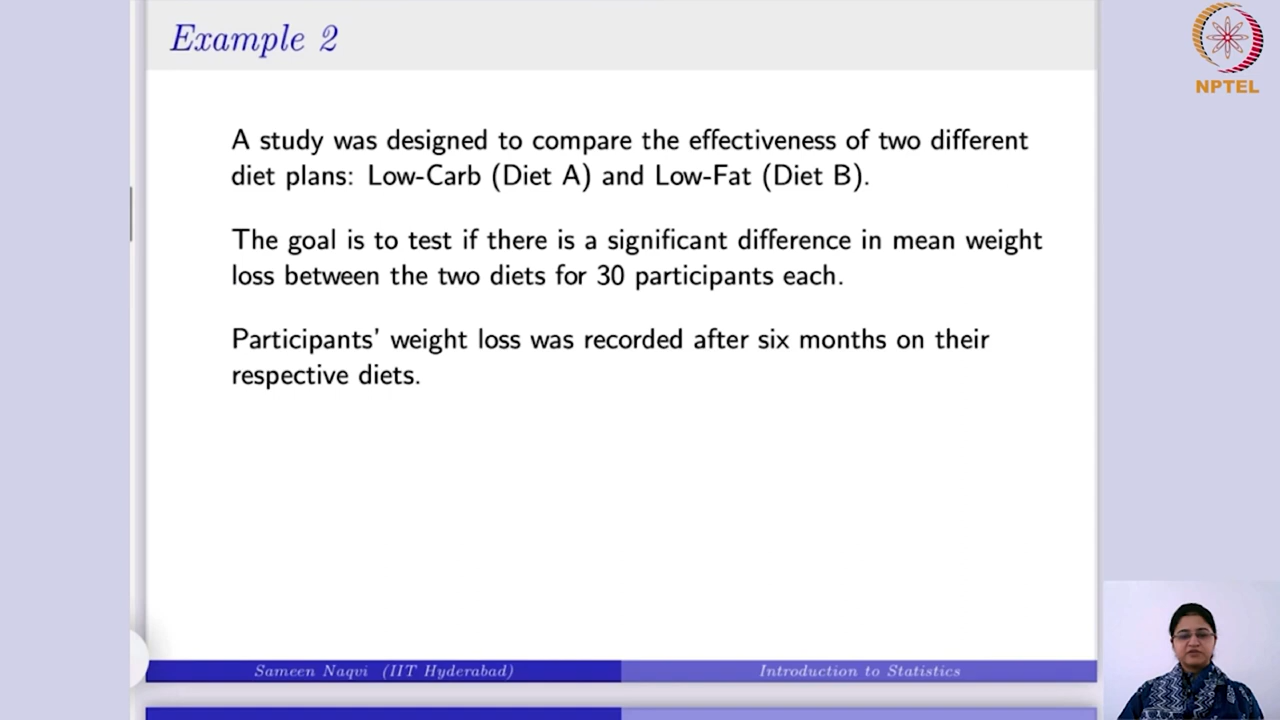 Example 2
NPTEL
A study was designed to compare the effectiveness of two different
diet plans: Low-Carb (Diet A) and Low-Fat (Diet B).
The goal is to test if there is a significant difference in mean weight
loss between the two diets for 30 participants each.
Participants' weight loss was recorded after six months on their
respective diets.
Sameen Naqvi (IIT Hyderabad) Introduction to Statistics